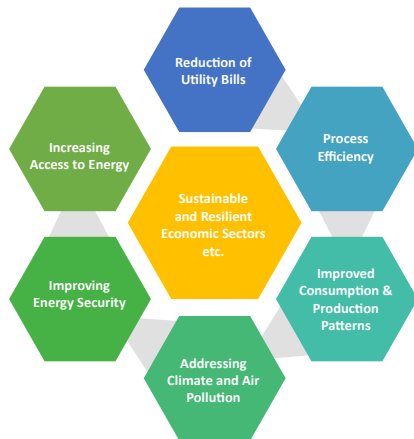 Reduction of
Utility Bills
Process
Efficiency
Improved
Consumption &
Production
Patterns
Addressing
Climate and Air
Pollution
Improving
Energy Security
Increasing
Access to Energy
Sustainable
and Resilient
Economic Sectors
etc.